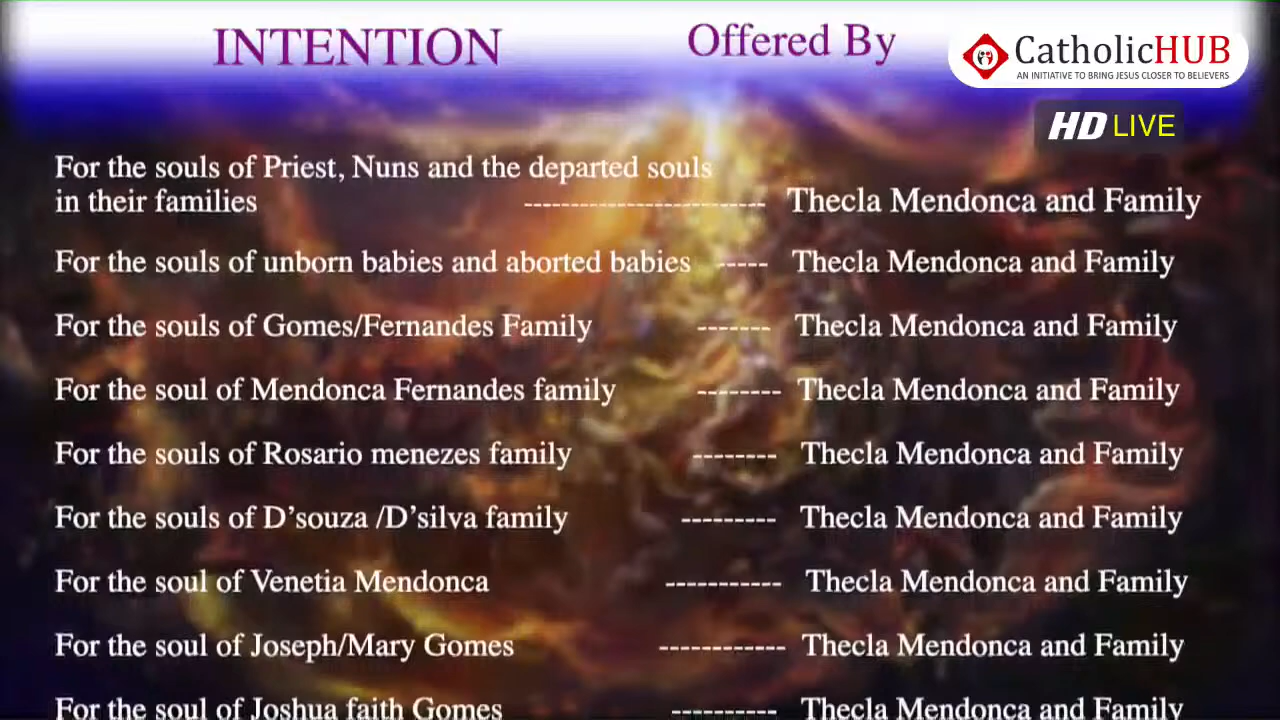 INTENTION Offered By
CatholicHUB
AN INITIATIVE TO BRING JESUS CLOSER TO BELIEVERS
HD LIVE
For the souls of Priest, Nuns and the departed souls
in their families ------------------------- Thecla Mendonca and Family
For the souls of unborn babies and aborted babies ----- Thecla Mendonca and Family
For the souls of Gomes/Fernandes Family ------- Thecla Mendonca and Family
For the soul of Mendonca Fernandes family -------- Thecla Mendonca and Family
For the souls of Rosario menezes family -------- Thecla Mendonca and Family
For the souls of D’souza /D’silva family --------- Thecla Mendonca and Family
For the soul of Venetia Mendonca ----------- Thecla Mendonca and Family
For the soul of Joseph/Mary Gomes ------------ Thecla Mendonca and Family
For the soul of Joshua faith Gomes ---------- Thecla Mendonca and Family